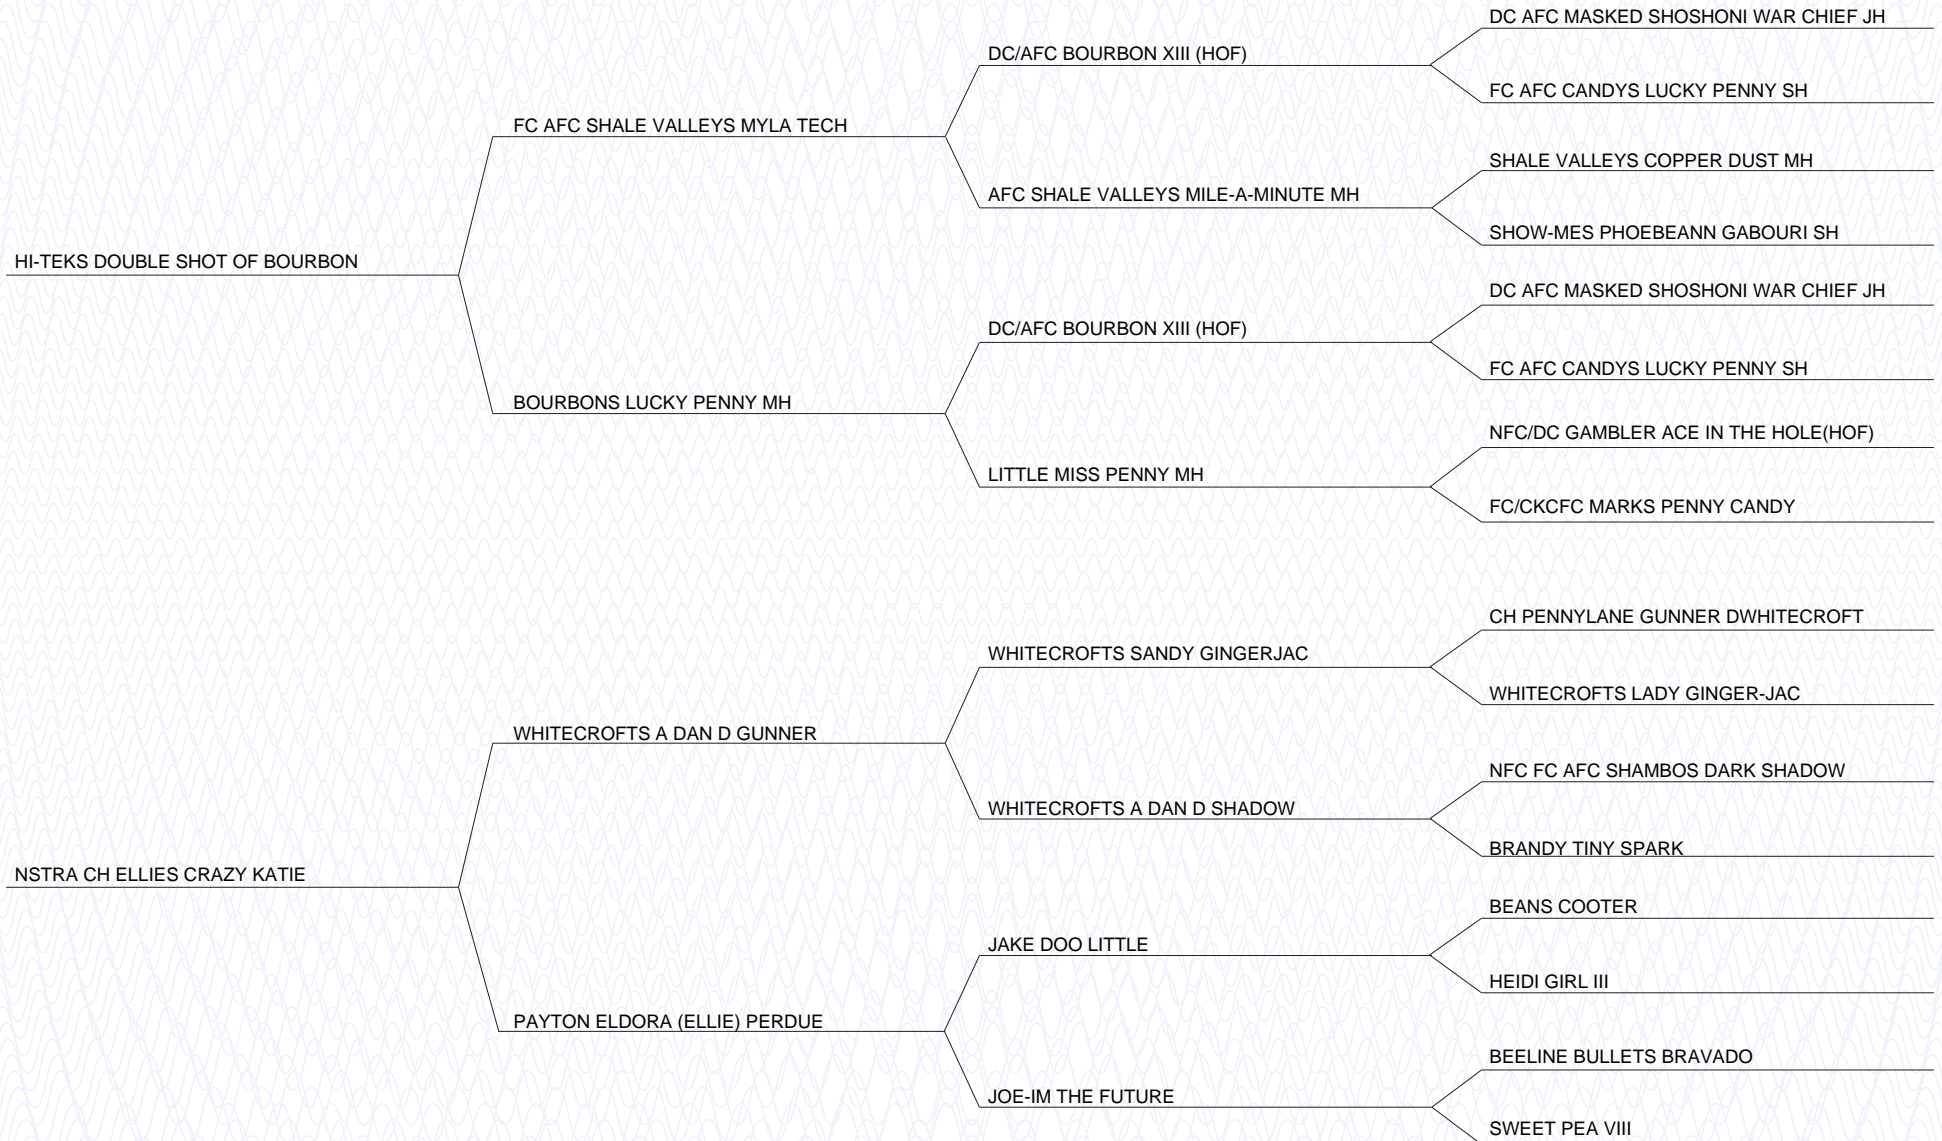 DC AFC MASKED SHOSHONI WAR CHIEF JH
DC/AFC BOURBON XIII (HOF)
FC AFC CANDYS LUCKY PENNY SH
FC AFC SHALE VALLEYS MYLA TECH
SHALE VALLEYS COPPER DUST MH
AFC SHALE VALLEYS MILE-A-MINUTE MH
SHOW-MES PHOEBEANN GABOURI SH
HI-TEKS DOUBLE SHOT OF BOURBON
DC AFC MASKED SHOSHONI WAR CHIEF JH
DC/AFC BOURBON XIII (HOF)
FC AFC CANDYS LUCKY PENNY SH
BOURBONS LUCKY PENNY MH
NFC/DC GAMBLER ACE IN THE HOLE(HOF)
LITTLE MISS PENNY MH
FC/CKCFC MARKS PENNY CANDY
CH PENNYLANE GUNNER DWHITECROFT
WHITECROFTS SANDY GINGERJAC
WHITECROFTS LADY GINGER-JAC
WHITECROFTS A DAN D GUNNER
NFC FC AFC SHAMBOS DARK SHADOW
WHITECROFTS A DAN D SHADOW
BRANDY TINY SPARK
NSTRA CH ELLIES CRAZY KATIE
BEANS COOTER
JAKE DOO LITTLE
HEIDI GIRL III
PAYTON ELDORA (ELLIE) PERDUE
BEELINE BULLETS BRAVADO
JOE-IM THE FUTURE
SWEET PEA VIII